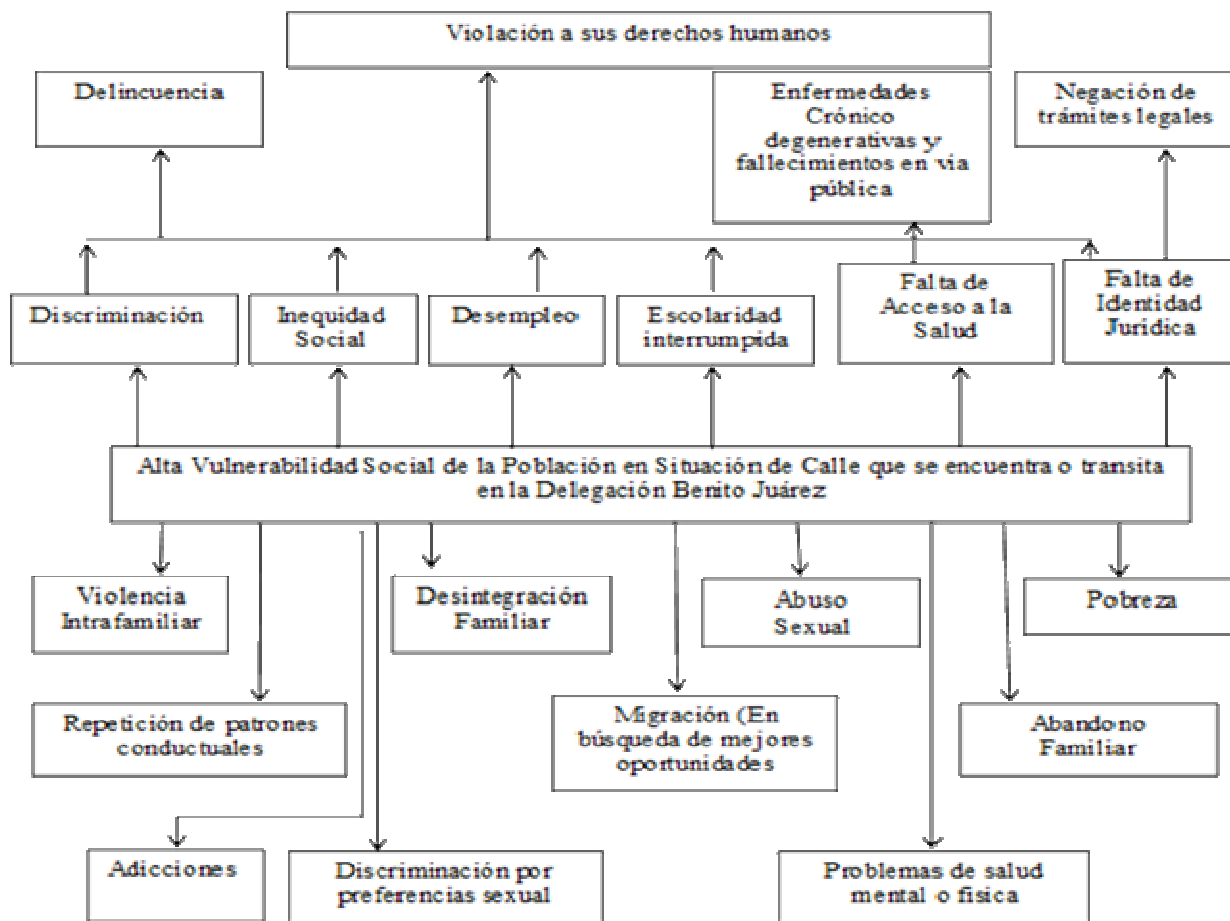 Violación a sus derechos humanos
Delincuencia
Enfermedades
Crónico
degenerativas y
fallecimientos en via
pública
Negación de
trámites legales
Discriminación
Inequidad
Social
Desempleo
Escolaridad
interrumpida
Falta de
Acceso a la
Salud
Falta de
Identidad
Jurídica
Alta Vulnerabilidad Social de la Población en Situación de Calle que se encuentra o transita
en la Delegación Benito Juárez
Violencia
Intrafamiliar
Desintegración
Familiar
Abuso
Sexual
Pobreza
Repetición de patrones
conductuales
Migración (En
búsqueda de mejores
oportunidades
Abandono
Familiar
Adicciones
Discriminación por
preferencias sexual
Problemas de salud
mental o fisica